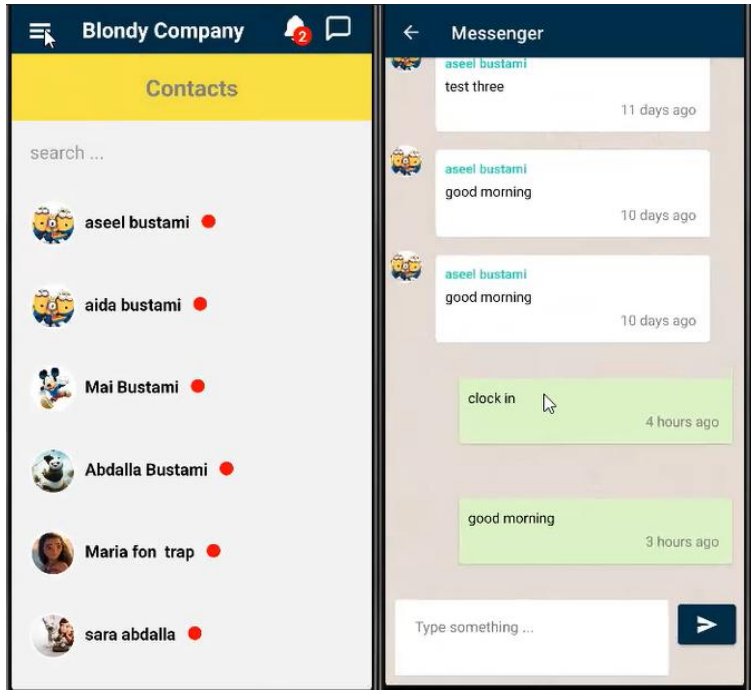 Blondy Company
2
Contacts
search ...
aseel bustami
aida bustami
Mai Bustami
Abdalla Bustami
Maria fon trap
sara abdalla
Messenger
aseel bustami
test three
11 days ago
aseel bustami
good morning
10 days ago
aseel bustami
good morning
10 days ago
clock in
4 hours ago
good morning
3 hours ago
Type something ...